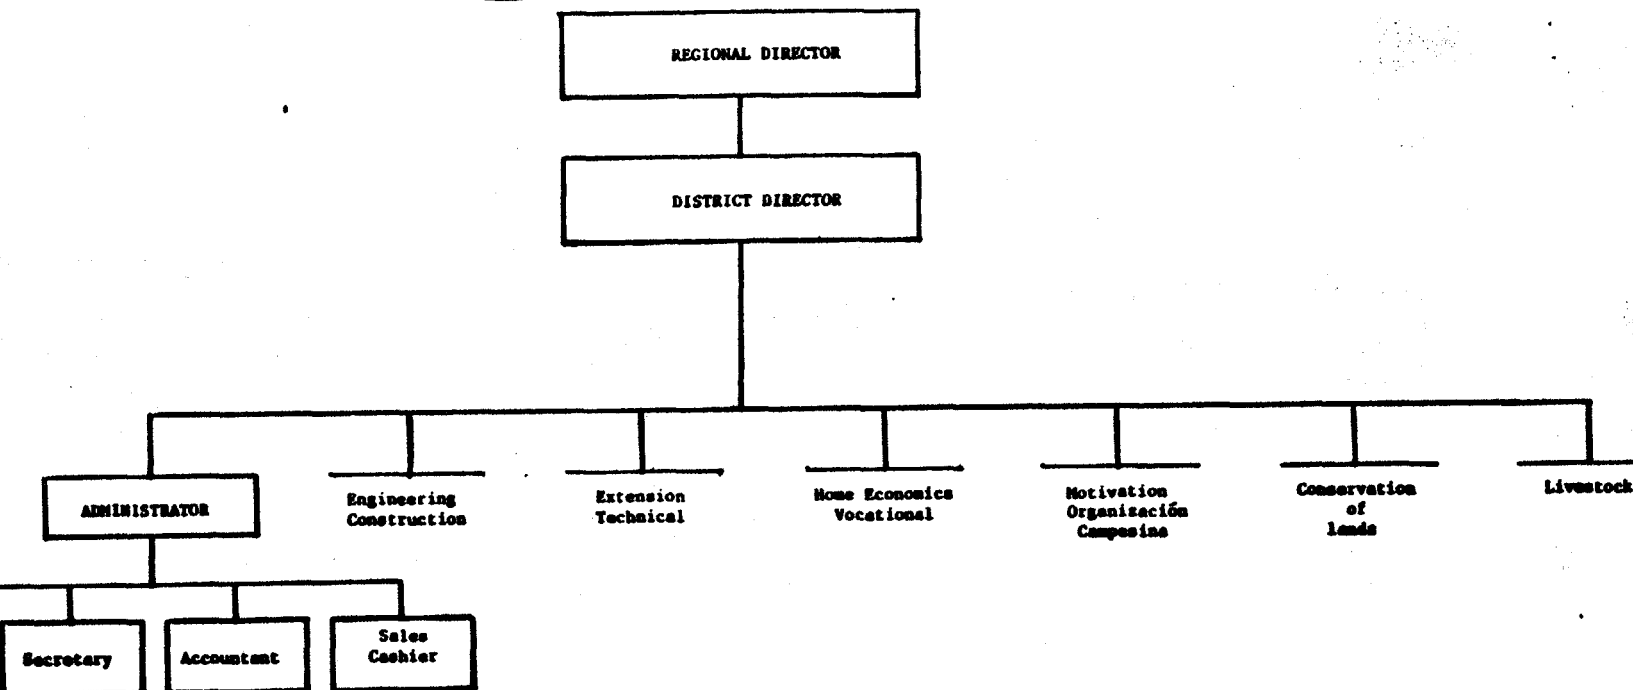 REGIONAL DIRECTOR
DISTRICT DIRECTOR
ADMINISTRATOR
Engineering
Construction
Extension
Technical
Home Economics
Vocational
Motivation
Organisación
Campesina
Conservation
of
lands
Livestock
Secretary
Accountant
Sales
Cashier